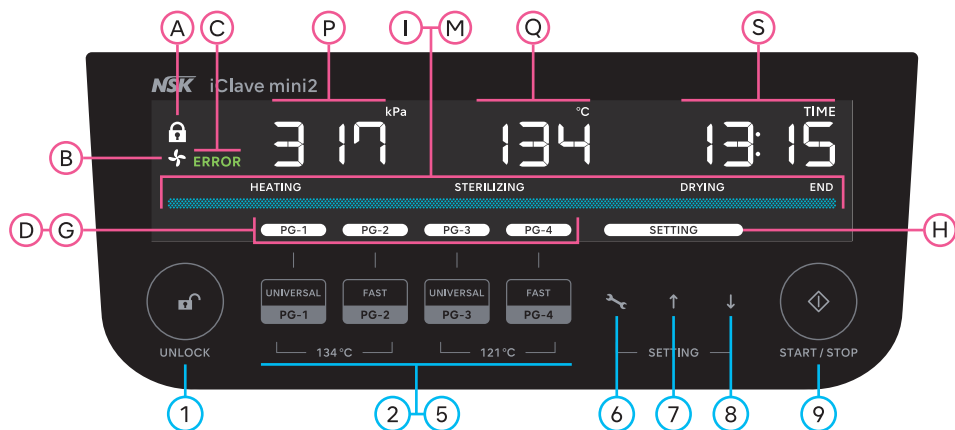 A C P I M Q S
NSK iClave mini2
kPa °C TIME
317 134 13:15
B ERROR
HEATING STERILIZING DRYING END
D G PG-1 PG-2 PG-3 PG-4 SETTING H
UNIVERSAL FAST UNIVERSAL FAST
PG-1 PG-2 PG-3 PG-4
UNLOCK 134°C 121°C SETTING START / STOP
1 2 5 6 7 8 9